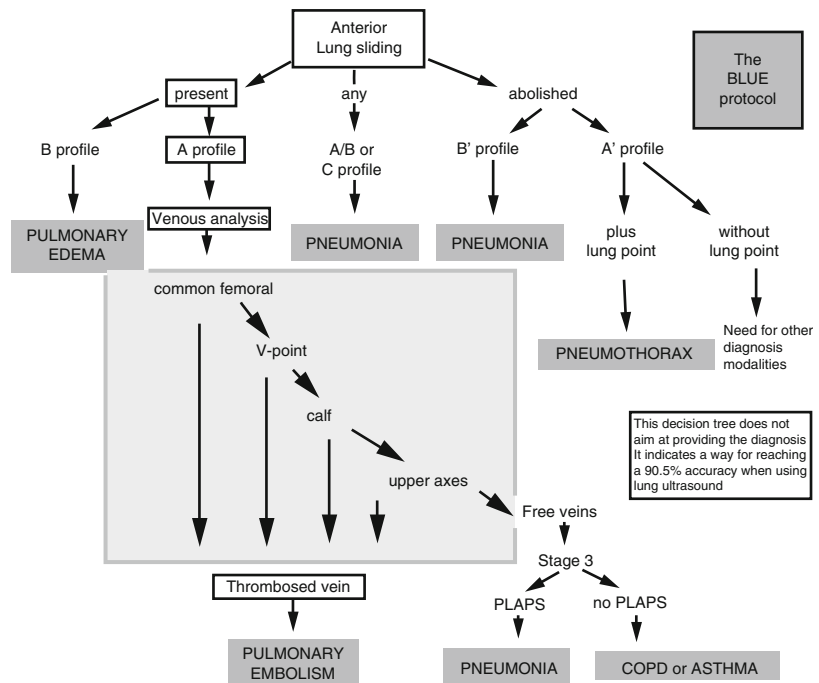 Anterior
Lung sliding
The
BLUE
protocol
present
any
abolished
B profile
A profile
A/B or
C profile
B' profile
A' profile
Venous analysis
PULMONARY
EDEMA
PNEUMONIA
PNEUMONIA
plus
lung point
without
lung point
common femoral
V-point
calf
upper axes
PNEUMOTHORAX
Need for other
diagnosis
modalities
This decision tree does not
aim at providing the diagnosis
It indicates a way for reaching
a 90.5% accuracy when using
lung ultrasound
Free veins
Stage 3
Thrombosed vein
PLAPS
no PLAPS
PULMONARY
EMBOLISM
PNEUMONIA
COPD or ASTHMA